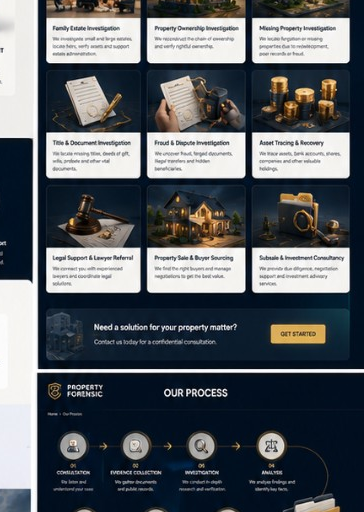 Family Estate Investigation
We investigate small and large estates,
locate heirs, verify assets and support
estate administration.
Property Ownership Investigation
We reconstruct the chain of ownership
and verify rightful ownership.
Missing Property Investigation
We locate forgotten or missing
properties due to redevelopment,
poor records or fraud.
Title & Document Investigation
We locate missing titles, deeds of gift,
wills, probate and other vital
documents.
Fraud & Dispute Investigation
We uncover fraud, forged documents,
illegal transfers and hidden
beneficiaries.
Asset Tracing & Recovery
We trace assets, bank accounts, shares,
companies and other valuable
holdings.
Legal Support & Lawyer Referral
We connect you with experienced
lawyers and coordinate legal
solutions.
Property Sale & Buyer Sourcing
We find the right buyers and manage
negotiations to get the best value.
Subsale & Investment Consultancy
We provide due diligence, negotiation
support and investment advisory
services.
Need a solution for your property matter?
Contact us today for a confidential consultation.
GET STARTED
PROPERTY
FORENSIC
OUR PROCESS
Home > Our Process
01
CONSULTATION
We listen and
understand your case
02
EVIDENCE COLLECTION
We gather documents
and public records.
INVESTIGATION
We conduct in-depth
research and verification.
04
ANALYSIS
We analyse findings and
identify key facts.